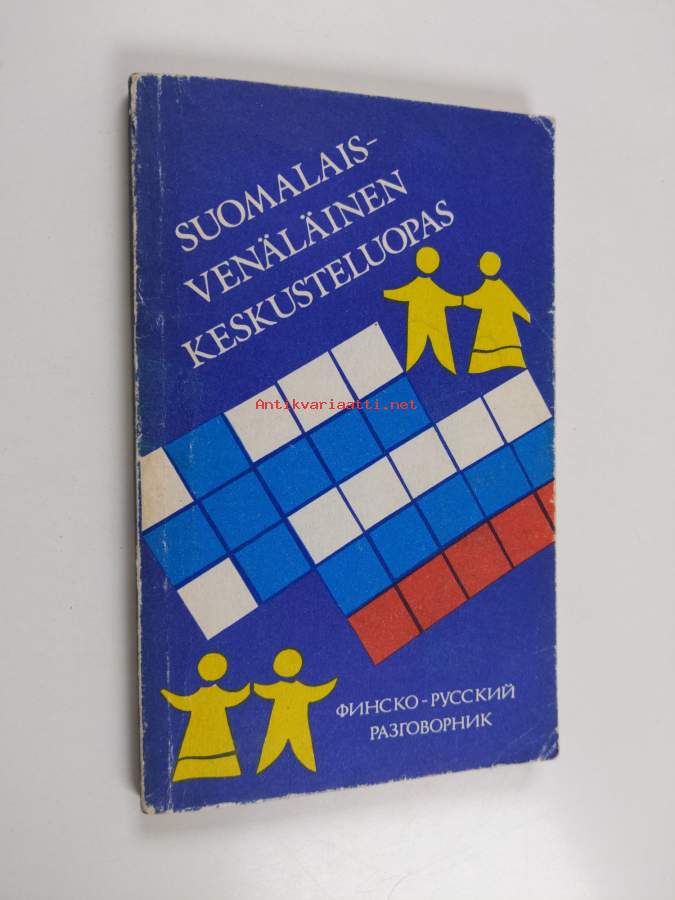 SUOMALAIS-
VENÄLÄINEN
KESKUSTELUOPAS
Antikvariaatti.net
ФИНСКО-РУССКИЙ
РАЗГОВОРНИК